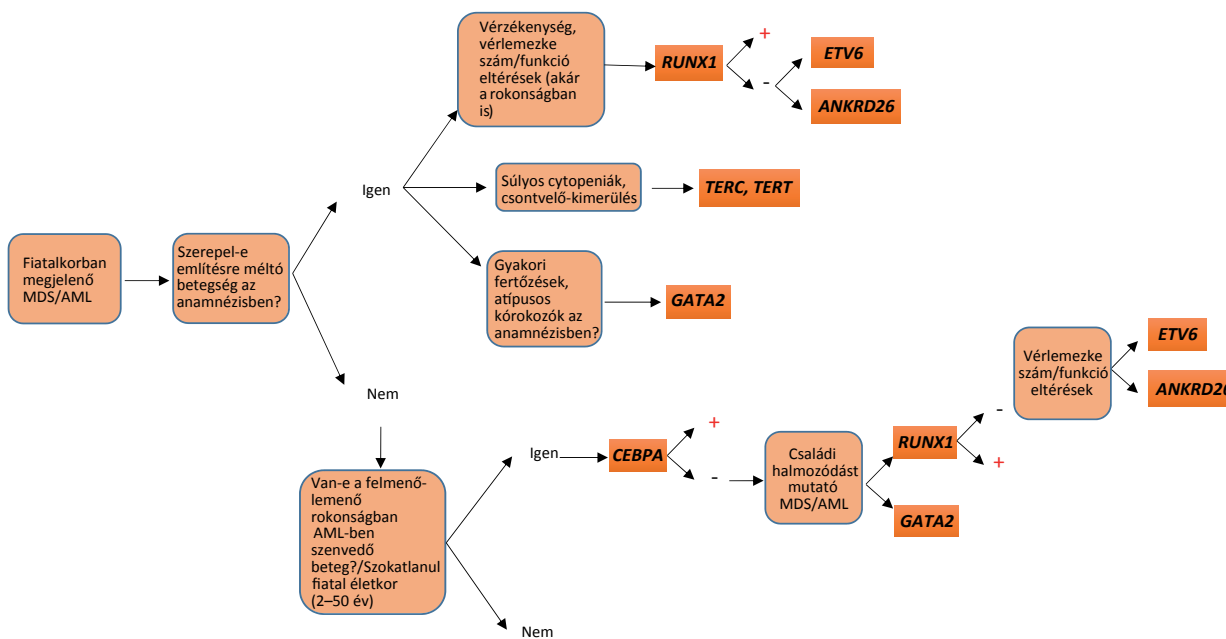 Fiatalkorban
megjelenő
MDS/AML
Szerepel-e
említésre méltó
betegség az
anamnézisben?
Igen
Vérzékenység,
vérlemezke
szám/funkció
eltérések (akár
a rokonságban
is)
RUNX1
+
-
ETV6
ANKRD26
Súlyos cytopeniák,
csontvelő-kimerülés
TERC, TERT
Gyakori
fertőzések,
atípusos
kórokozók az
anamnézisben?
GATA2
Nem
Van-e a felmenő-
lemenő
rokonságban
AML-ben
szenvedő
beteg?/Szokatlanul
fiatal életkor
(2–50 év)
Igen
CEBPA
+
-
Családi
halmozódást
mutató
MDS/AML
RUNX1
-
+
GATA2
Vérlemezke
szám/funkció
eltérések
ETV6
ANKRD26
Nem